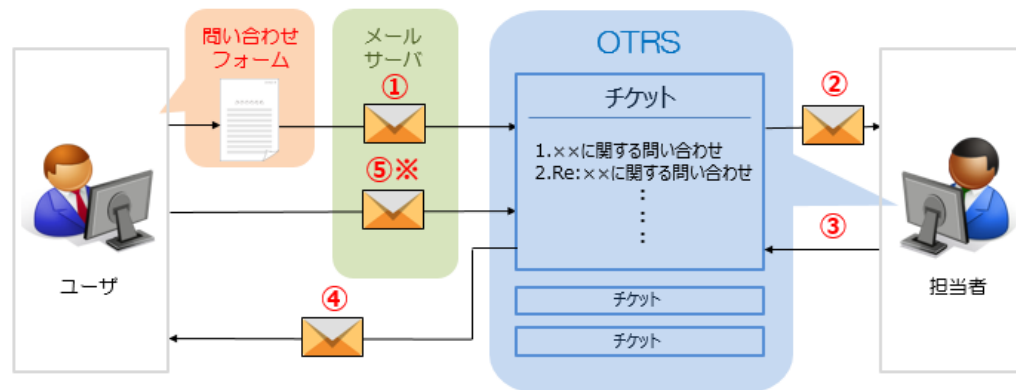 問い合わせ
フォーム
メール
サーバ
OTRS
①
チケット
②
1.××に関する問い合わせ
2.Re:××に関する問い合わせ
⑤※
③
ユーザ
担当者
④
チケット
チケット